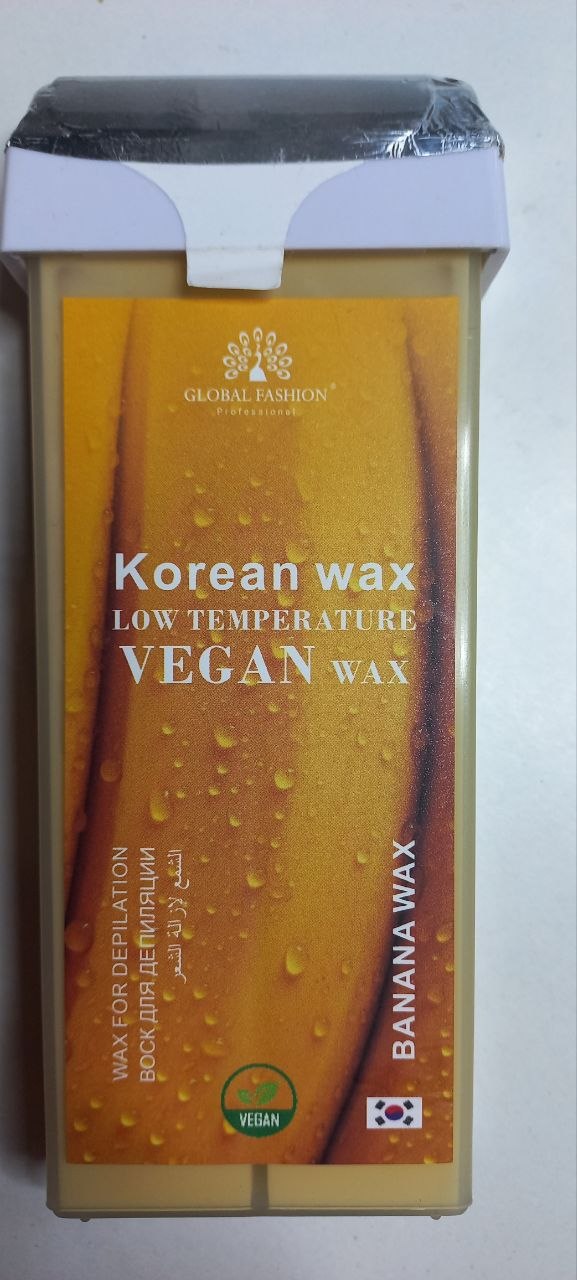 GLOBAL FASHION®
Professional
Korean wax
LOW TEMPERATURE
VEGAN WAX
WAX FOR DEPILATION
ВОСК ДЛЯ ДЕПИЛЯЦИИ
الشمع لإزالة الشعر
BANANA WAX
VEGAN